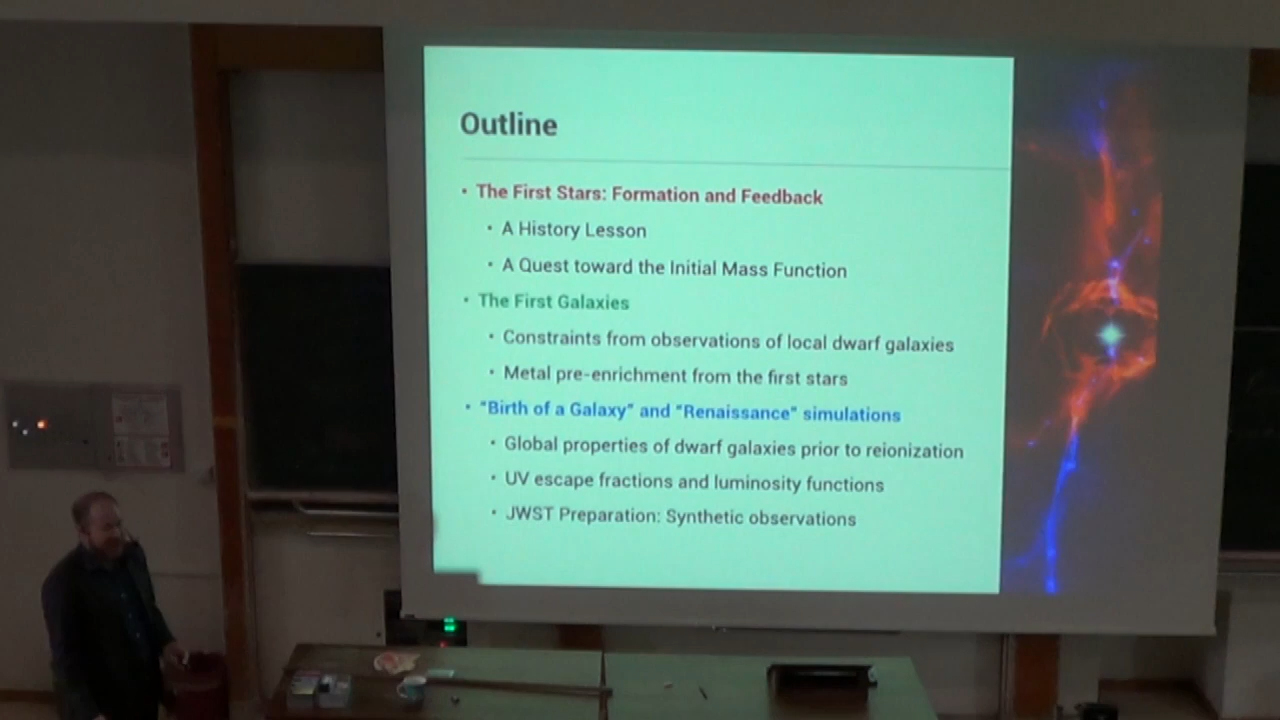 Outline
• The First Stars: Formation and Feedback
• A History Lesson
• A Quest toward the Initial Mass Function
• The First Galaxies
• Constraints from observations of local dwarf galaxies
• Metal pre-enrichment from the first stars
• "Birth of a Galaxy" and "Renaissance" simulations
• Global properties of dwarf galaxies prior to reionization
• UV escape fractions and luminosity functions
• JWST Preparation: Synthetic observations